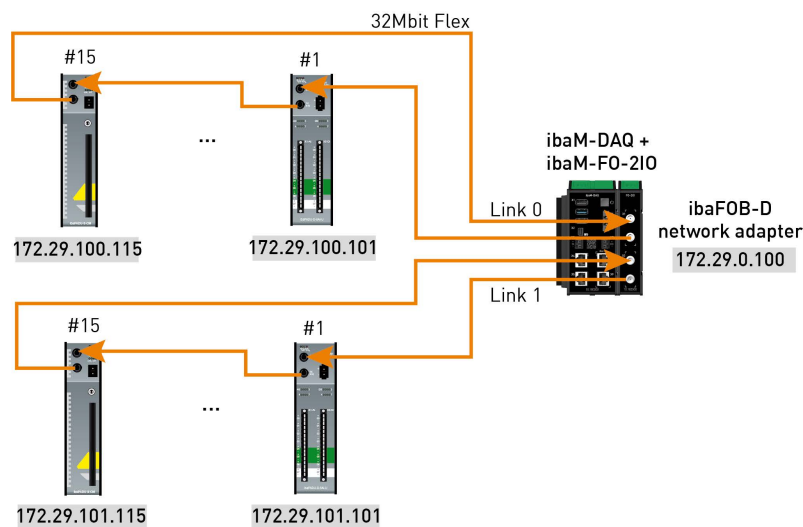 32Mbit Flex
#15
#1
...
ibaM-DAQ +
ibaM-FO-2IO
Link 0
ibaFOB-D
network adapter
172.29.0.100
172.29.100.115
172.29.100.101
Link 1
#15
#1
...
172.29.101.115
172.29.101.101